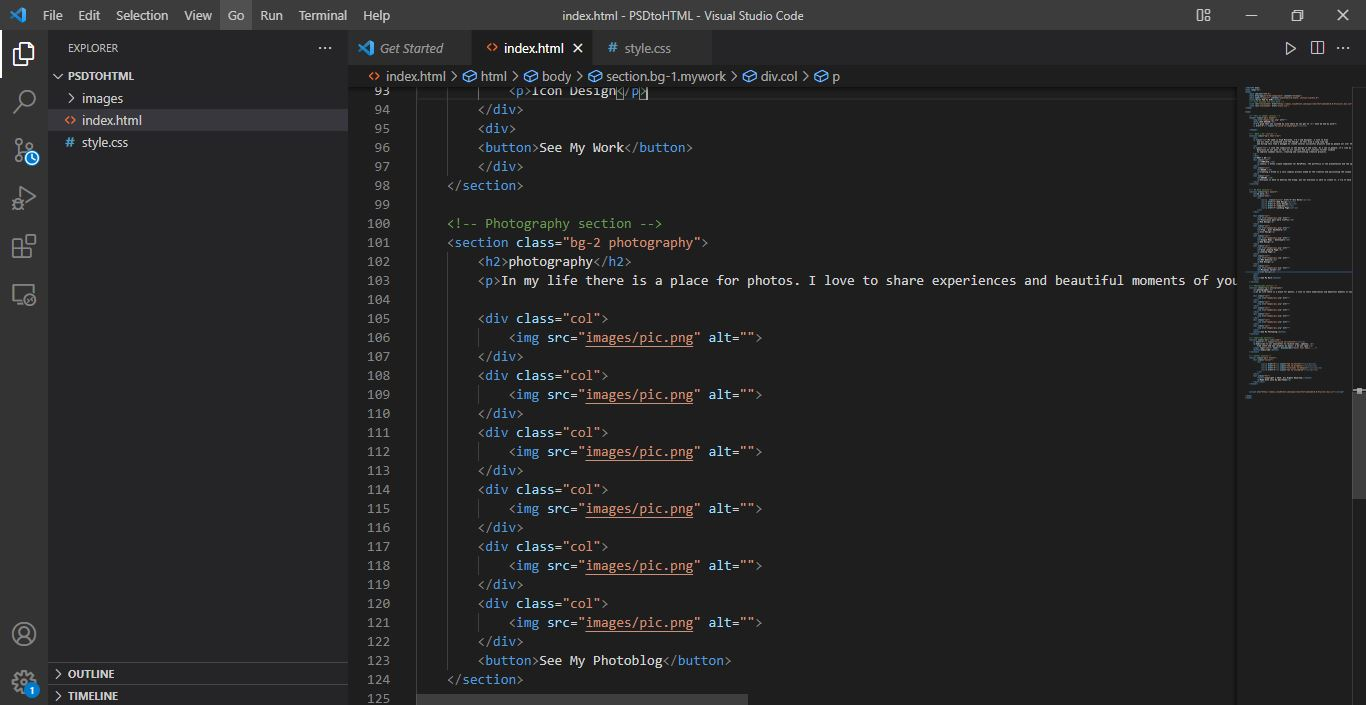 File Edit Selection View Go Run Terminal Help index.html - PSDtoHTML - Visual Studio Code
EXPLORER
PSDTOHTML
images
index.html
style.css
OUTLINE
TIMELINE
1
Get Started index.html style.css
index.html > html > body > section.bg-1.mywork > div.col > p
93 <p>Icon Design</p>
94 </div>
95 <div>
96 <button>See My Work</button>
97 </div>
98 </section>
99
100 <!-- Photography section -->
101 <section class="bg-2 photography">
102 <h2>photography</h2>
103 <p>In my life there is a place for photos. I love to share experiences and beautiful moments of you
104
105 <div class="col">
106 <img src="images/pic.png" alt="">
107 </div>
108 <div class="col">
109 <img src="images/pic.png" alt="">
110 </div>
111 <div class="col">
112 <img src="images/pic.png" alt="">
113 </div>
114 <div class="col">
115 <img src="images/pic.png" alt="">
116 </div>
117 <div class="col">
118 <img src="images/pic.png" alt="">
119 </div>
120 <div class="col">
121 <img src="images/pic.png" alt="">
122 </div>
123 <button>See My Photoblog</button>
124 </section>
125